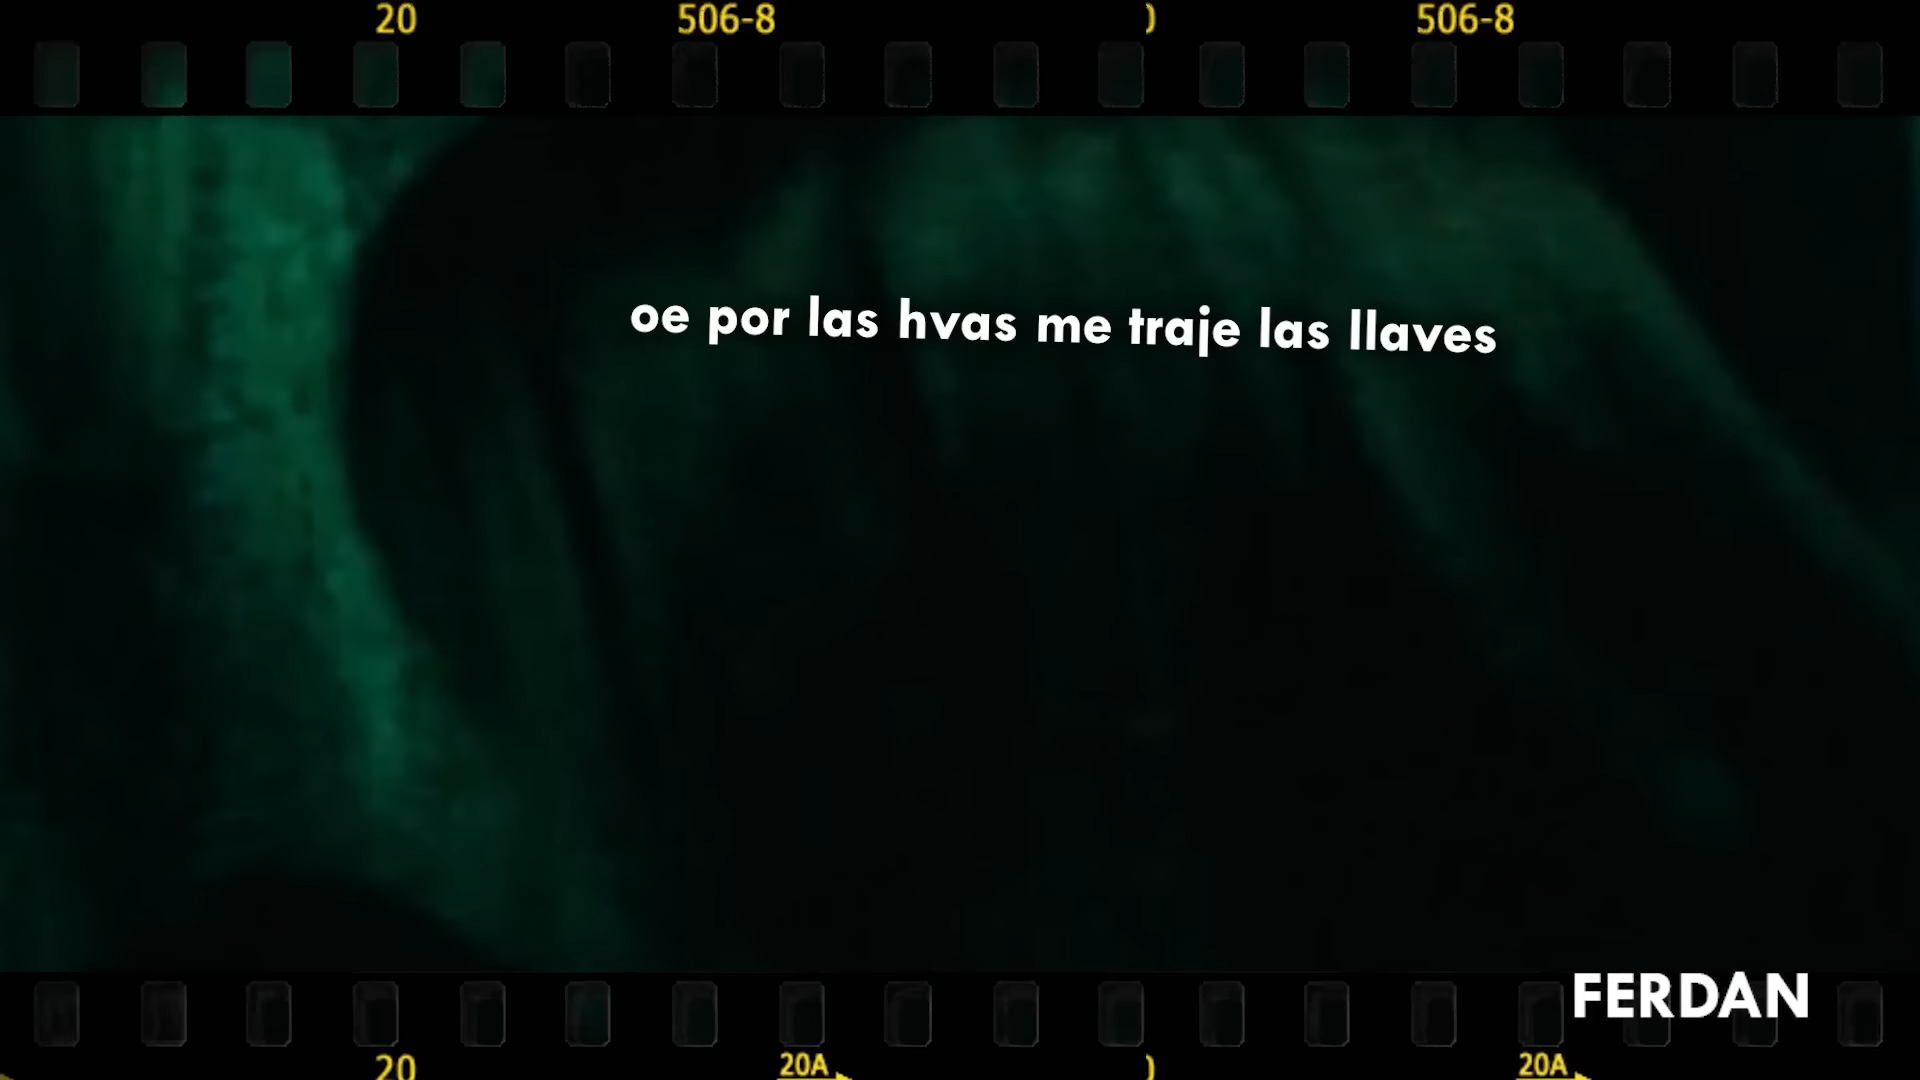 20 506-8 506-8
oe por las hvas me traje las llaves
FERDAN
20 20A 20A